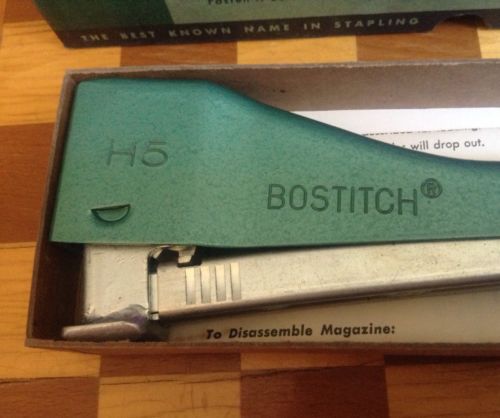 THE BEST KNOWN NAME IN STAPLING
will drop out.
H5
BOSTITCH®
To Disassemble Magazine: